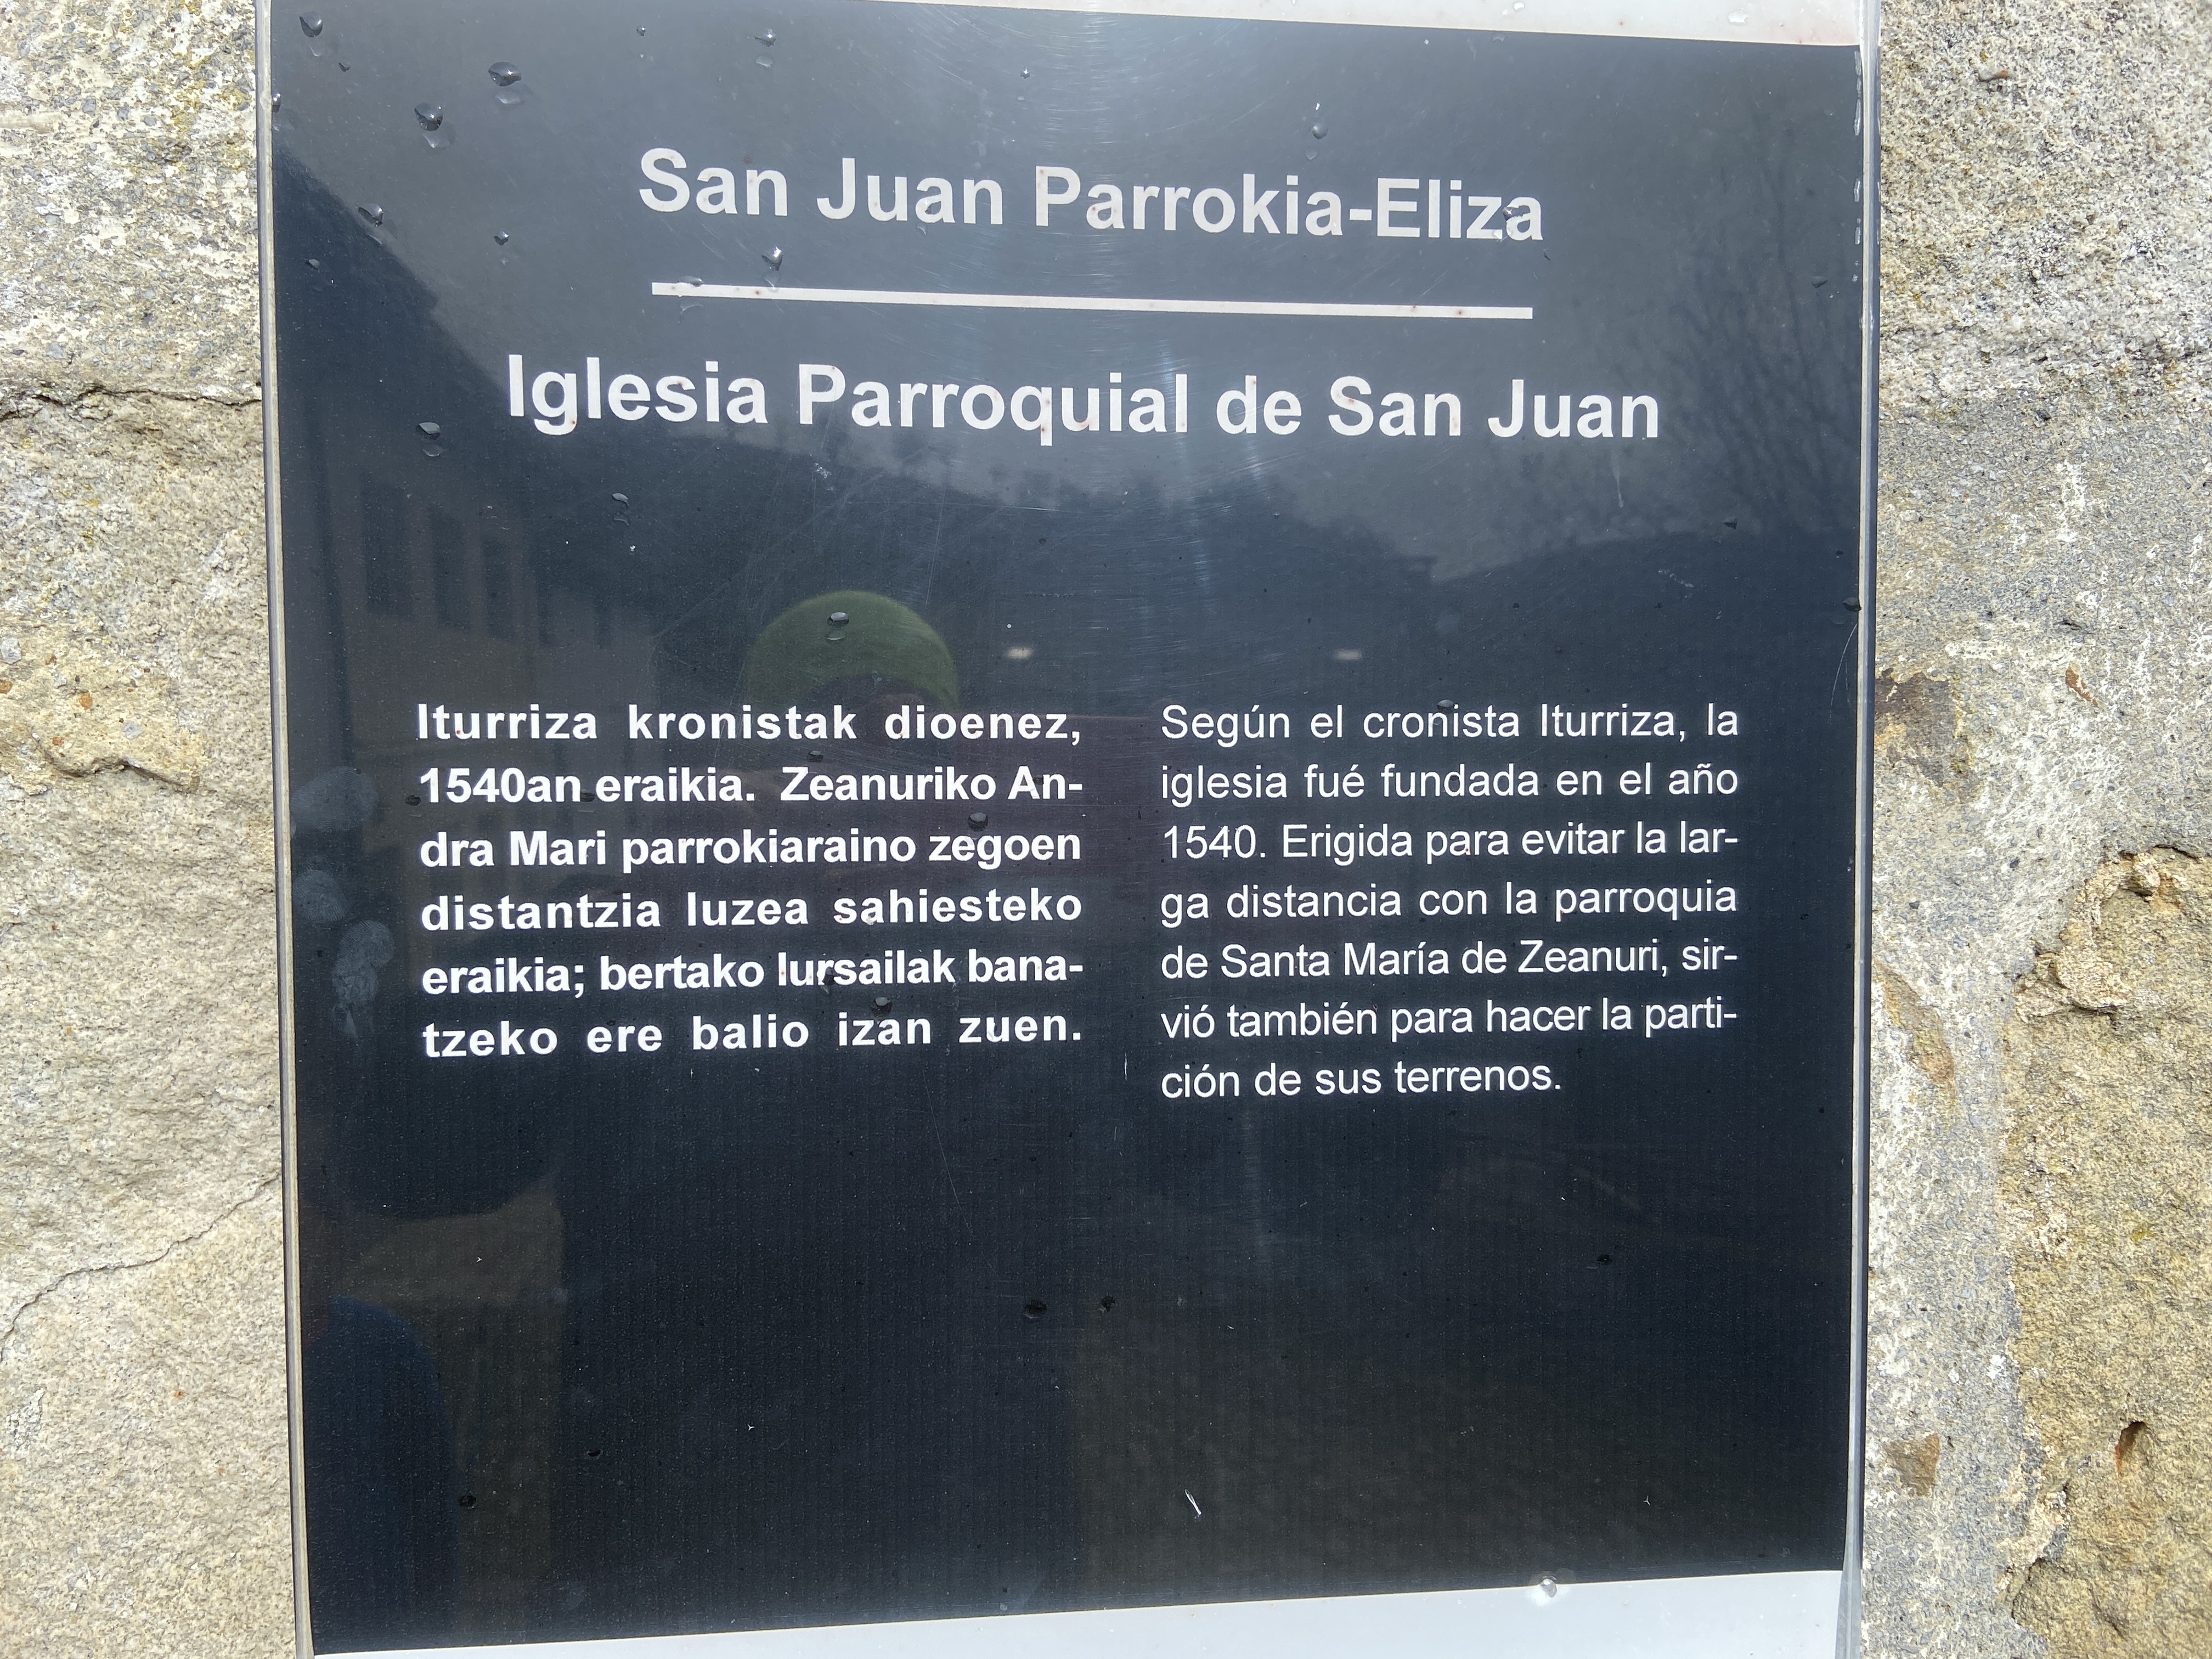 San Juan Parrokia-Eliza
Iglesia Parroquial de San Juan
Iturriza kronistak dioenez,
1540an eraikia. Zeanuriko An-
dra Mari parrokiaraino zegoen
distantzia luzea sahiesteko
eraikia; bertako lursailak bana-
tzeko ere balio izan zuen.
Según el cronista Iturriza, la
iglesia fué fundada en el año
1540. Erigida para evitar la lar-
ga distancia con la parroquia
de Santa María de Zeanuri, sir-
vió también para hacer la parti-
ción de sus terrenos.